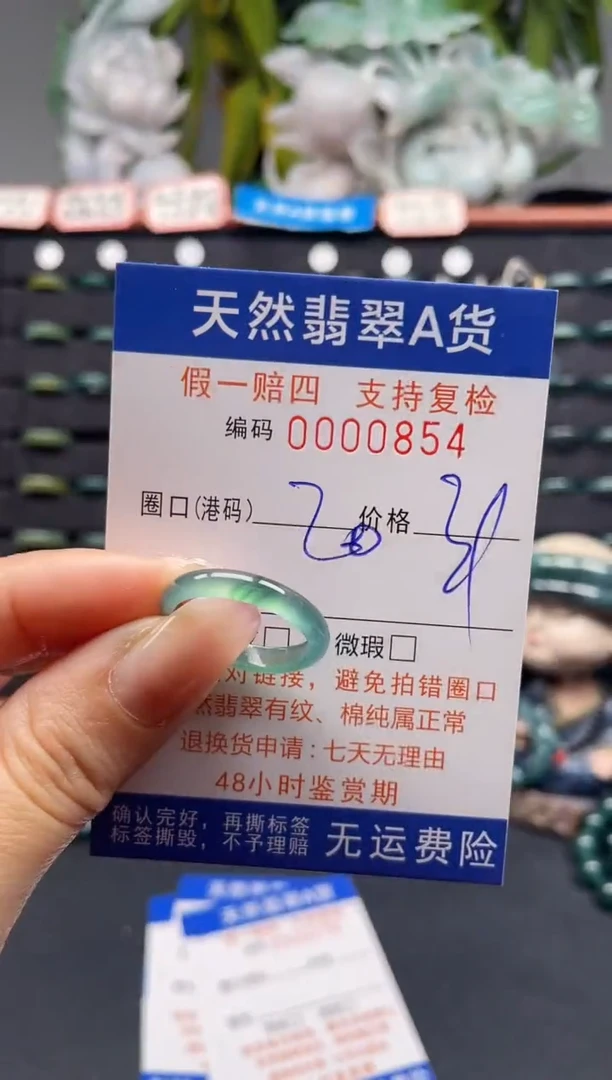 天然翡翠A货
假一赔四 支持复检
编码 0000854
圈口(港码) 价格
微瑕
对链接，避免拍错圈口
然翡翠有纹、棉纯属正常
退换货申请:七天无理由
48小时鉴赏期
确认完好，再撕标签
标签撕毁，不予理赔
无运费险